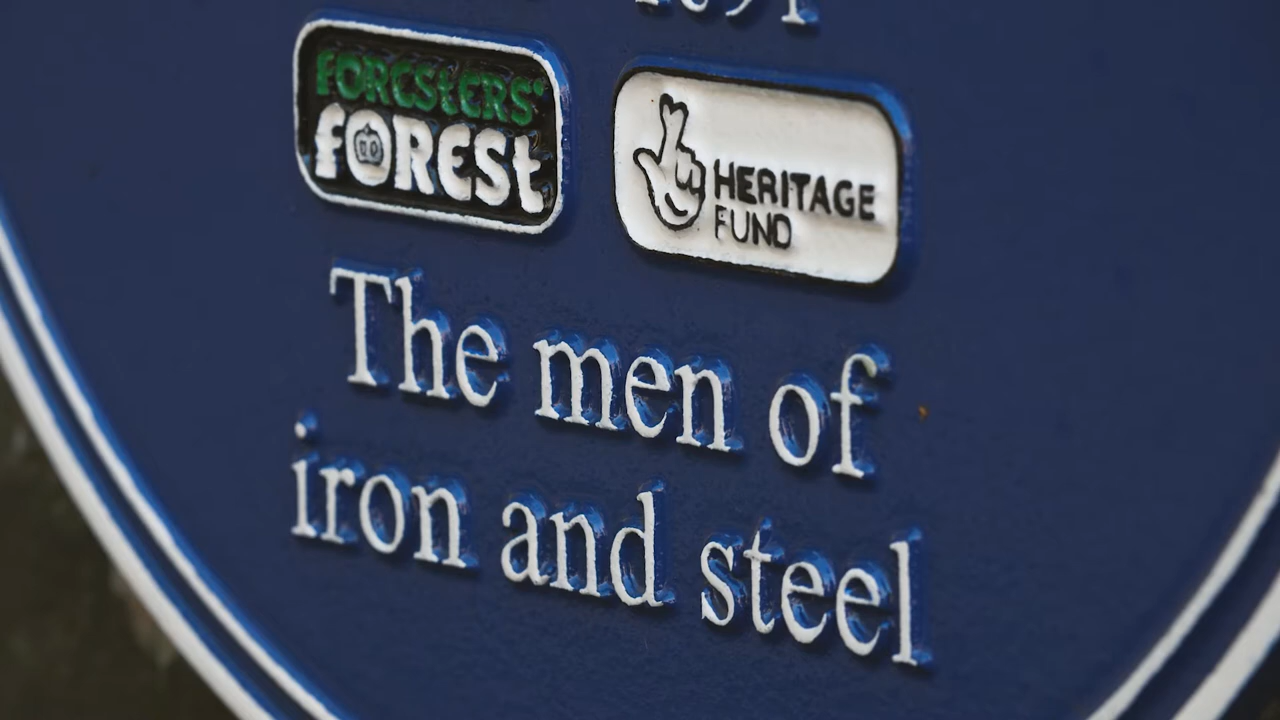 FORESTERS'
FOREST
HERITAGE
FUND
The men of
iron and steel